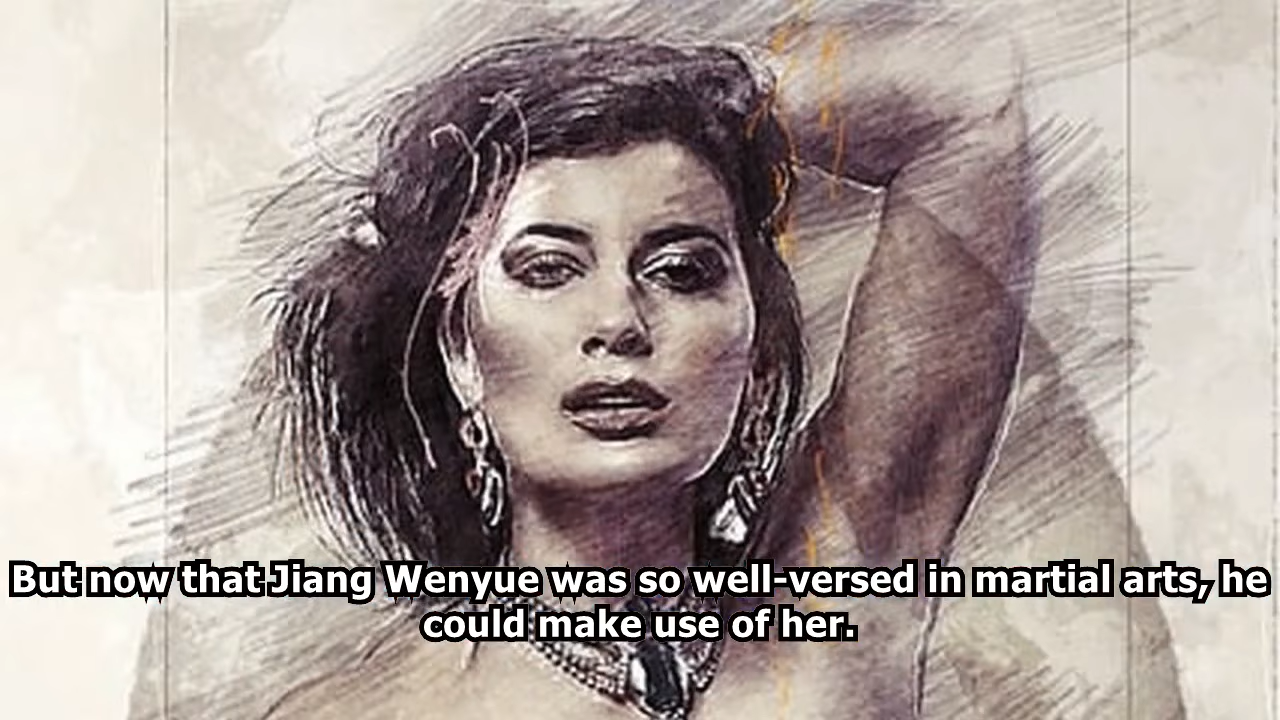 But now that Jiang Wenyue was so well-versed in martial arts, he
could make use of her.